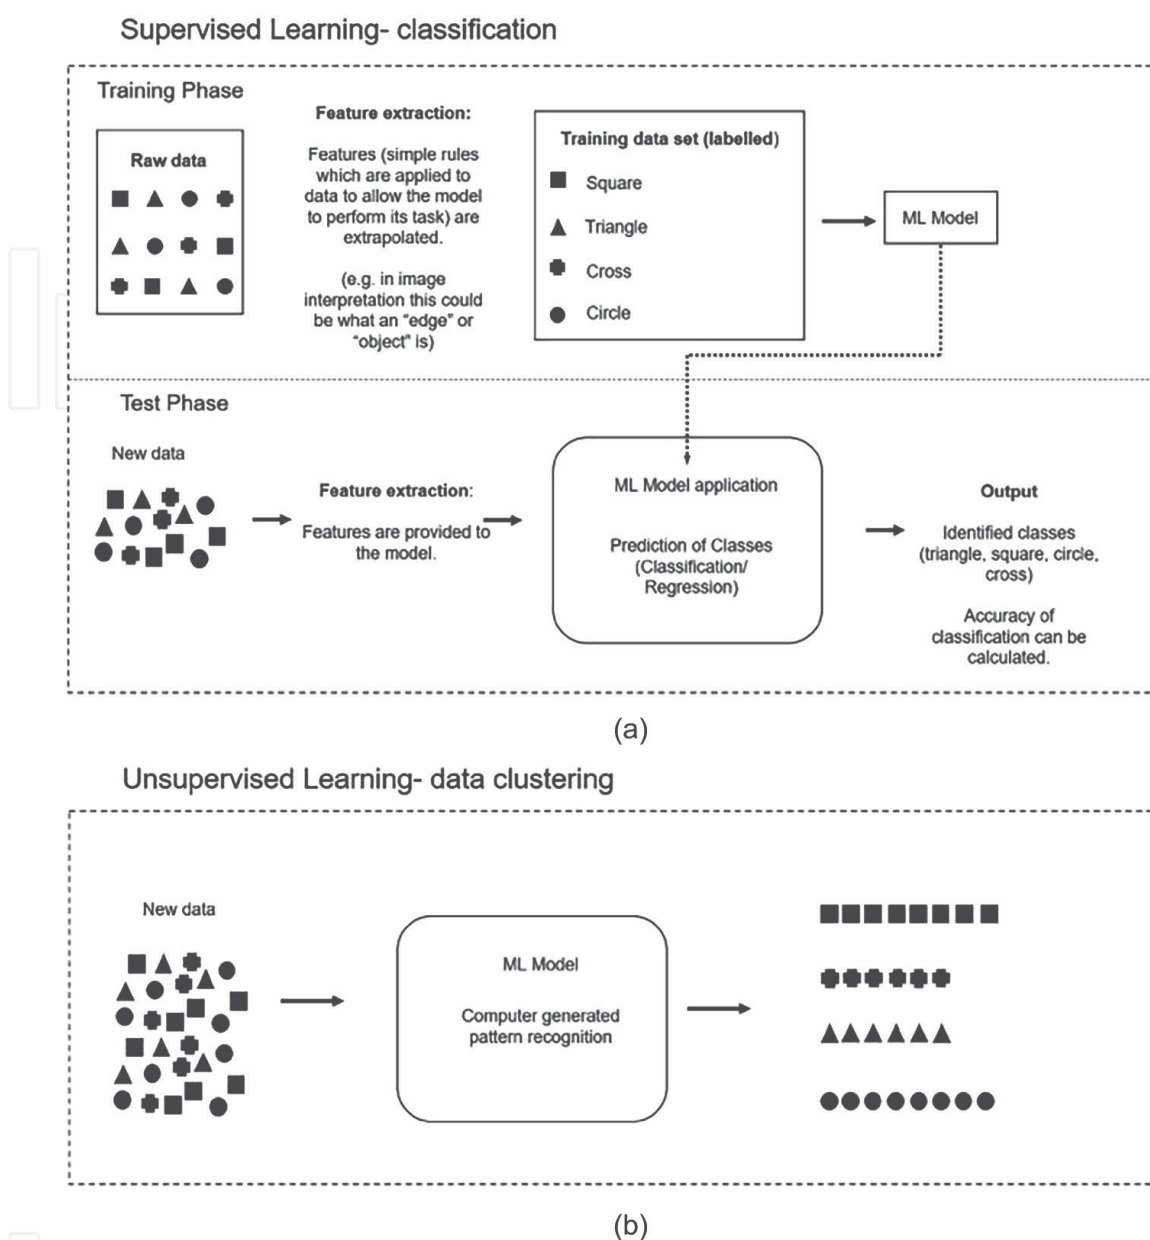 Supervised Learning- classification
Training Phase
Raw data
Feature extraction:
Features (simple rules
which are applied to
data to allow the model
to perform its task) are
extrapolated.
(e.g. in image
interpretation this could
be what an "edge" or
"object" is)
Training data set (labelled)
Square
Triangle
Cross
Circle
ML Model
Test Phase
New data
Feature extraction:
Features are provided to
the model.
ML Model application
Prediction of Classes
(Classification/
Regression)
Output
Identified classes
(triangle, square, circle,
cross)
Accuracy of
classification can be
calculated.
(a)
Unsupervised Learning- data clustering
New data
ML Model
Computer generated
pattern recognition
(b)